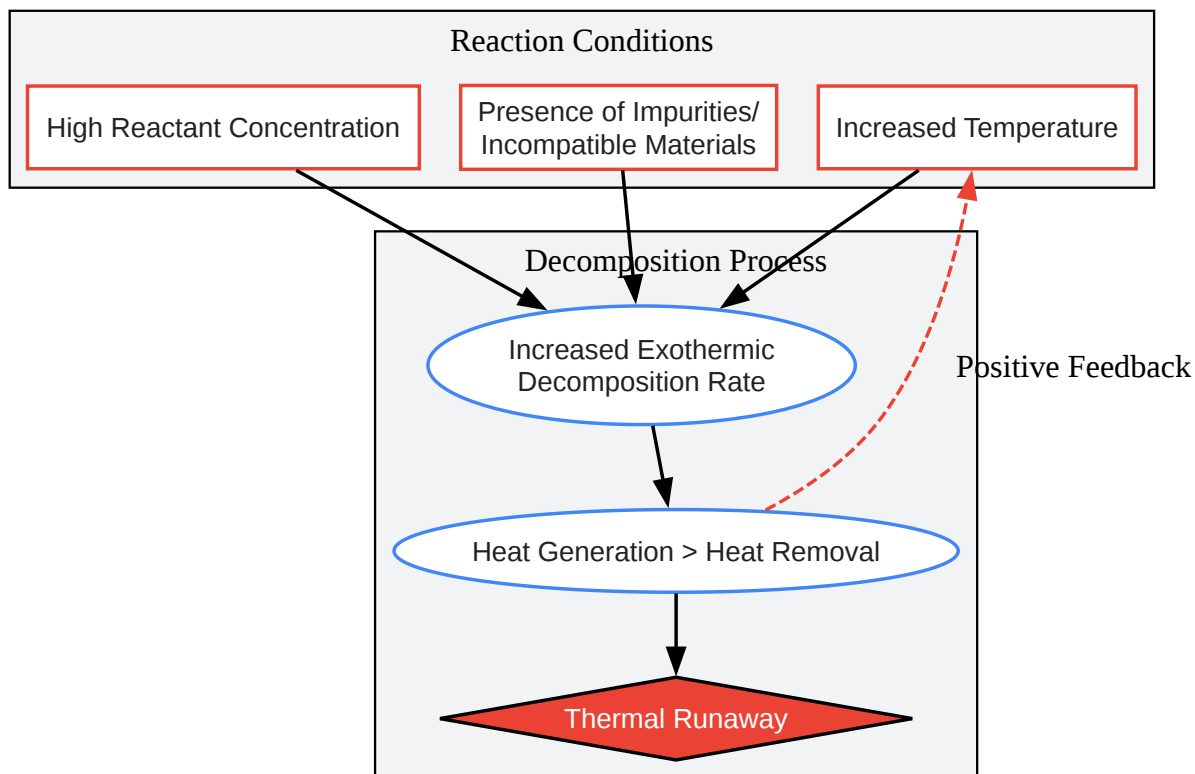 Reaction Conditions
High Reactant Concentration
Presence of Impurities/
Incompatible Materials
Increased Temperature
Decomposition Process
Increased Exothermic
Decomposition Rate
Positive Feedback
Heat Generation > Heat Removal
Thermal Runaway